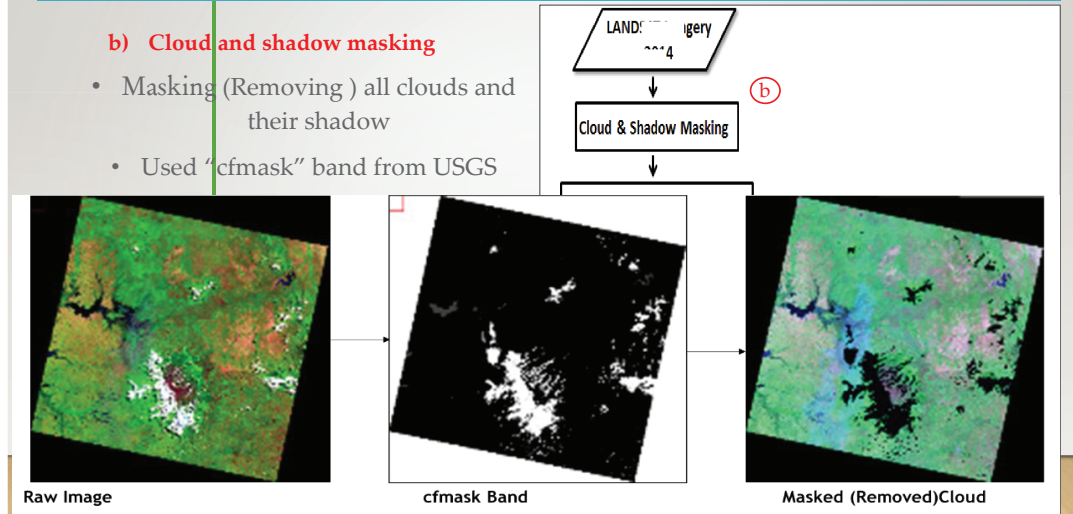 b) Cloud and shadow masking
• Masking (Removing ) all clouds and
their shadow
• Used “cfmask” band from USGS
b
Cloud & Shadow Masking
Raw Image
cfmask Band
Masked (Removed)Cloud